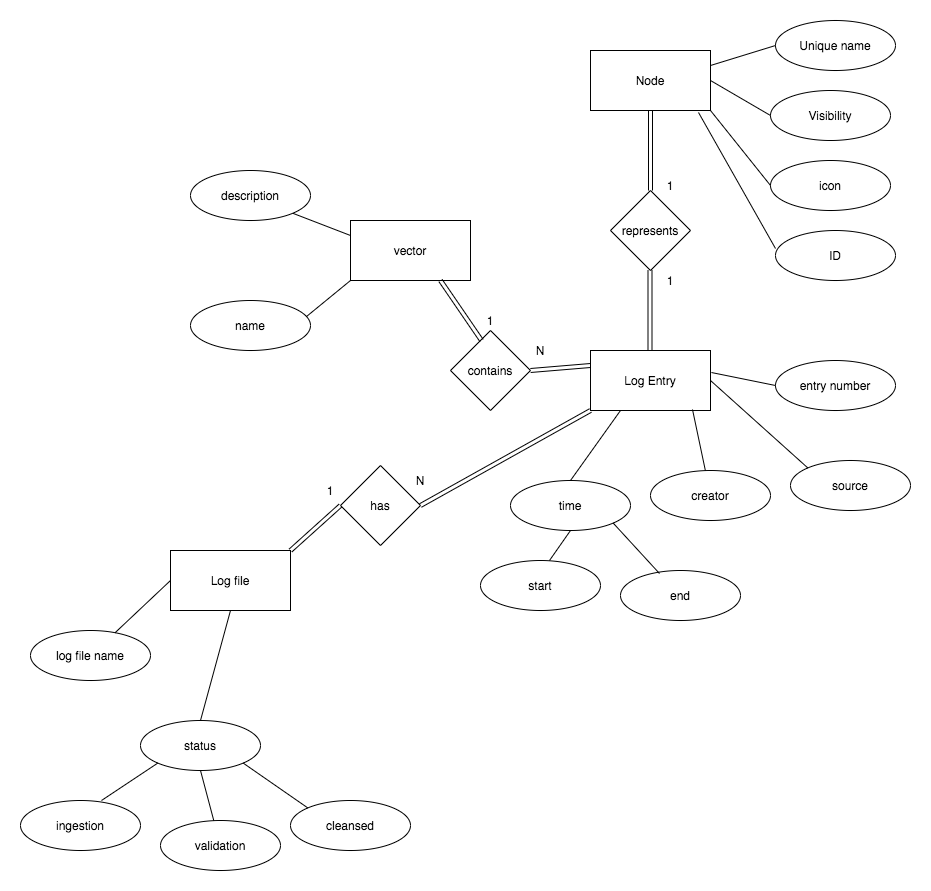 Unique name
Node
Visibility
icon
1
description
represents
vector
ID
1
name
1
N
contains
Log Entry
entry number
1
N
has
time
creator
source
Log file
start
end
log file name
status
ingestion
validation
cleansed